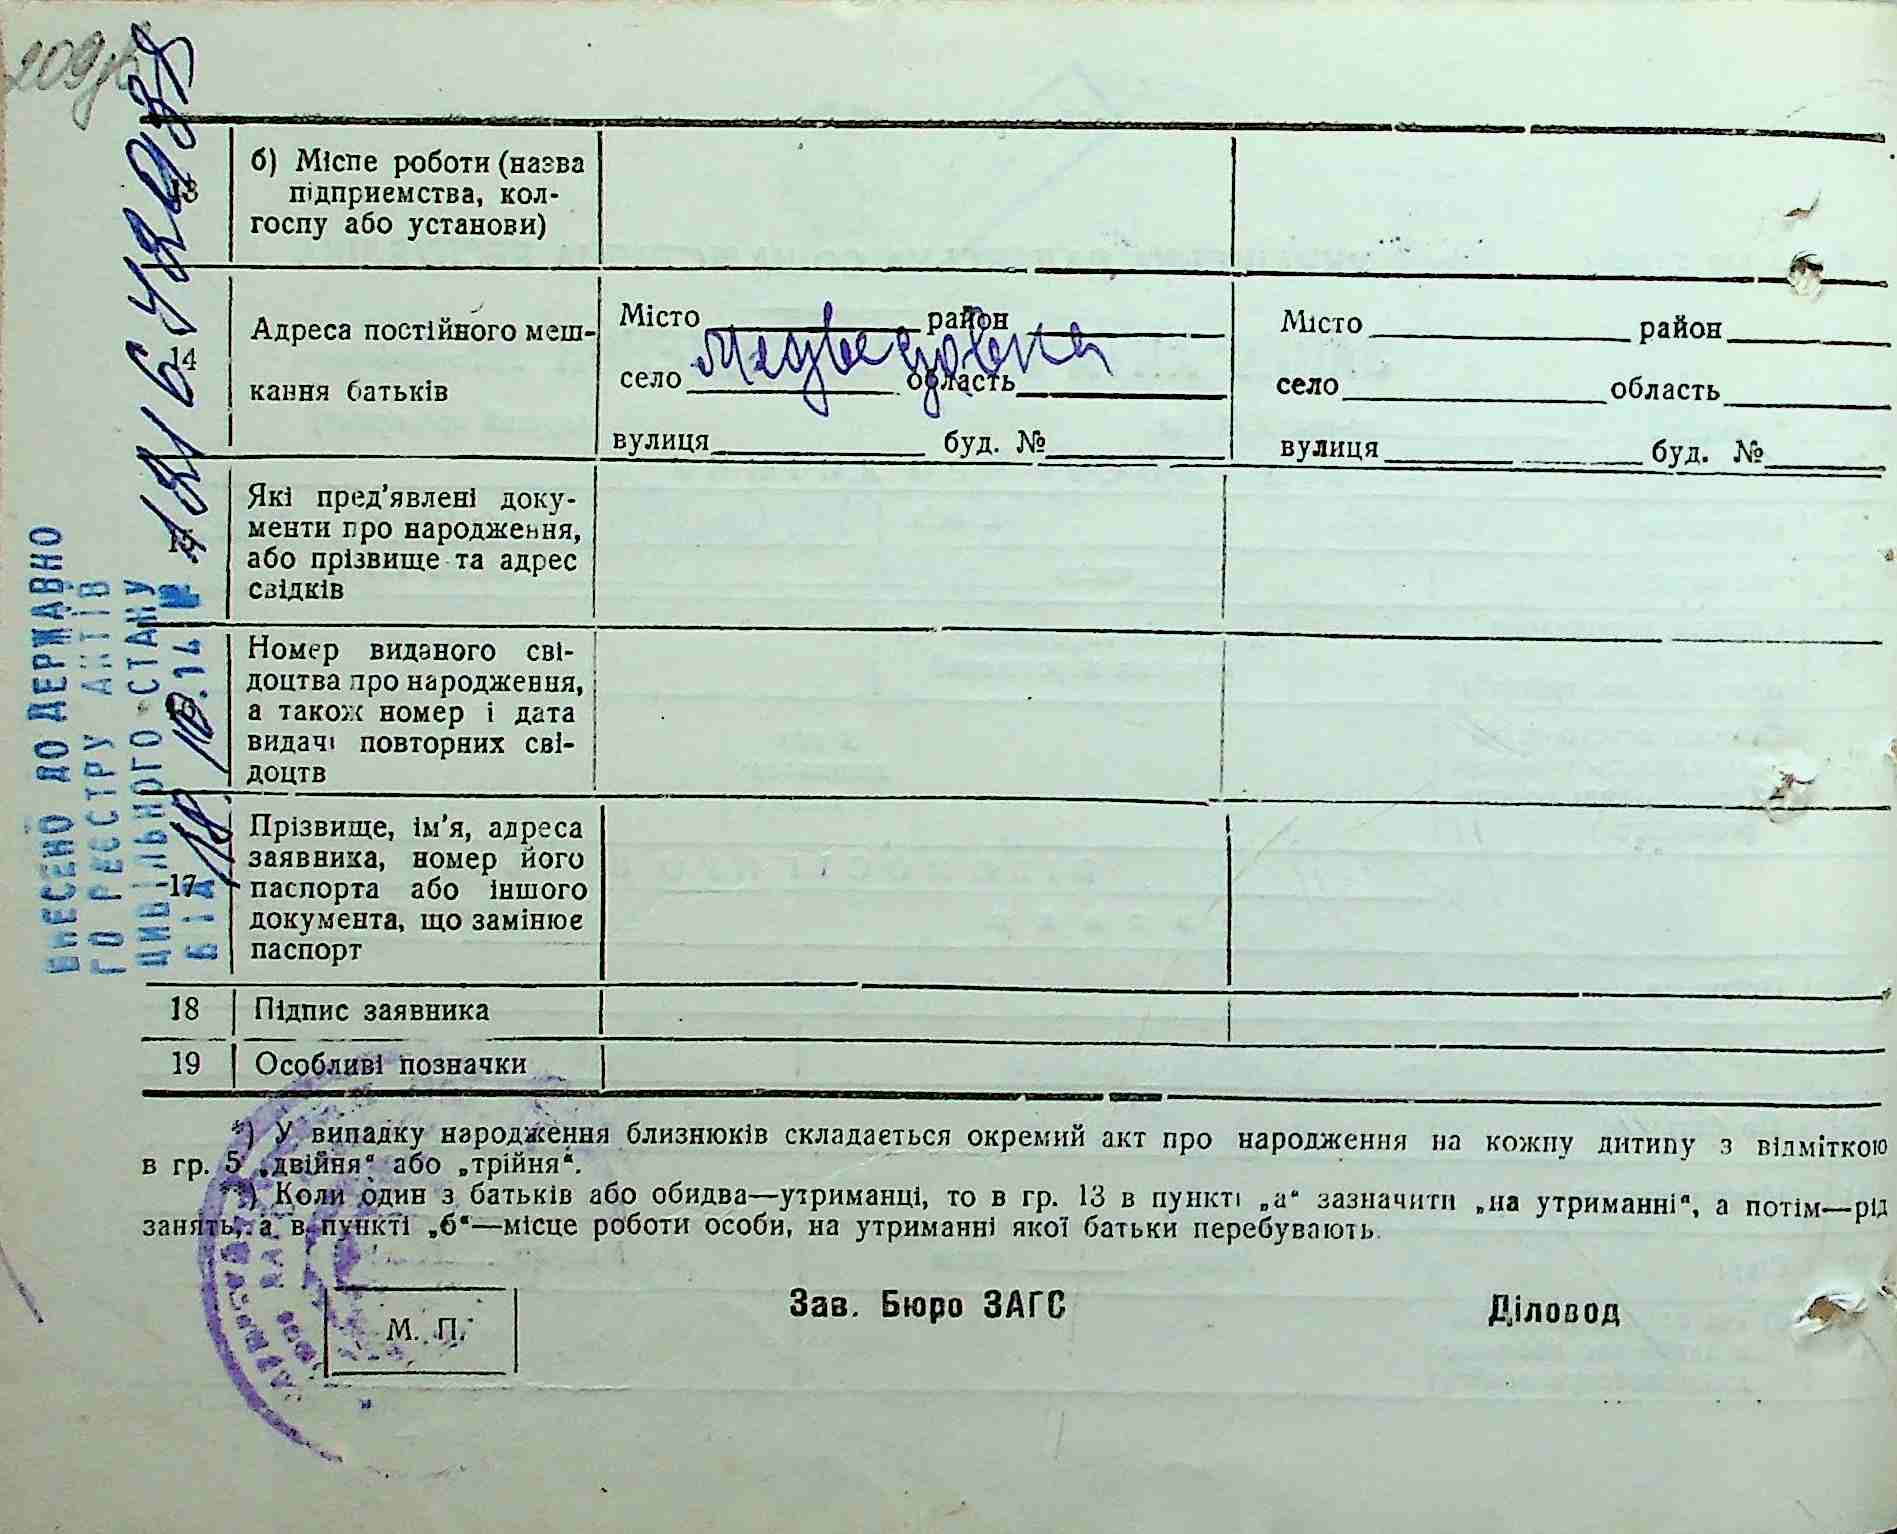 13
б) Місце роботи (назва
підприємства, кол-
госпу або установи)
14
Адреса постійного меш-
кання батьків
Місто район
Медведовка
село область
вулиця буд. №
Місто район
село область
вулиця буд. №
15
Які пред'явлені доку-
менти про народження,
або прізвище та адрес
свідків
16
Номер виданого сві-
доцтва про народження,
а також номер і дата
видачі повторних сві-
доцтв
17
Прізвище, ім'я, адреса
заявника, номер його
паспорта або іншого
документа, що замінює
паспорт
18 Підпис заявника
19 Особливі позначки
ВНЕСЕНО ДО ДЕРЖАВНО
ГО РЕЄСТРУ АКТІВ
ЦИВІЛЬНОГО СТАНУ
ВІД 18.10.14 №
*) У випадку народження близнюків складається окремий акт про народження на кожну дитину з відміткою
в гр. 5 „двійня“ або „трійня“.
**) Коли один з батьків або обидва—утриманці, то в гр. 13 в пункті „а“ зазначити „на утриманні“, а потім—рід
занять, а в пункті „б“—місце роботи особи, на утриманні якої батьки перебувають.
М. П.
Зав. Бюро ЗАГС
Діловод